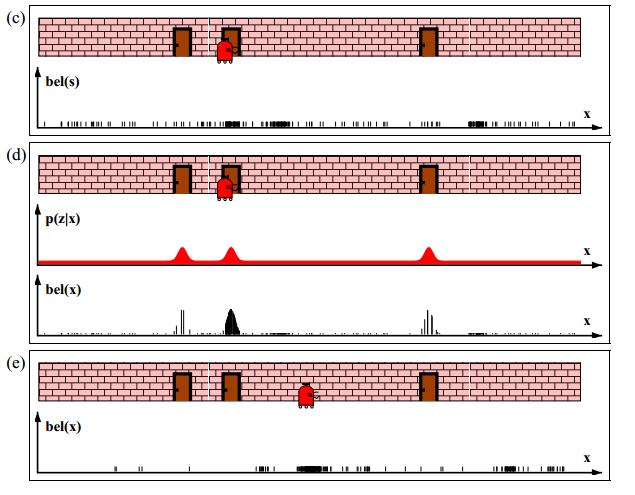 (c)
bel(s)
x
(d)
p(z|x)
x
bel(x)
x
(e)
bel(x)
x